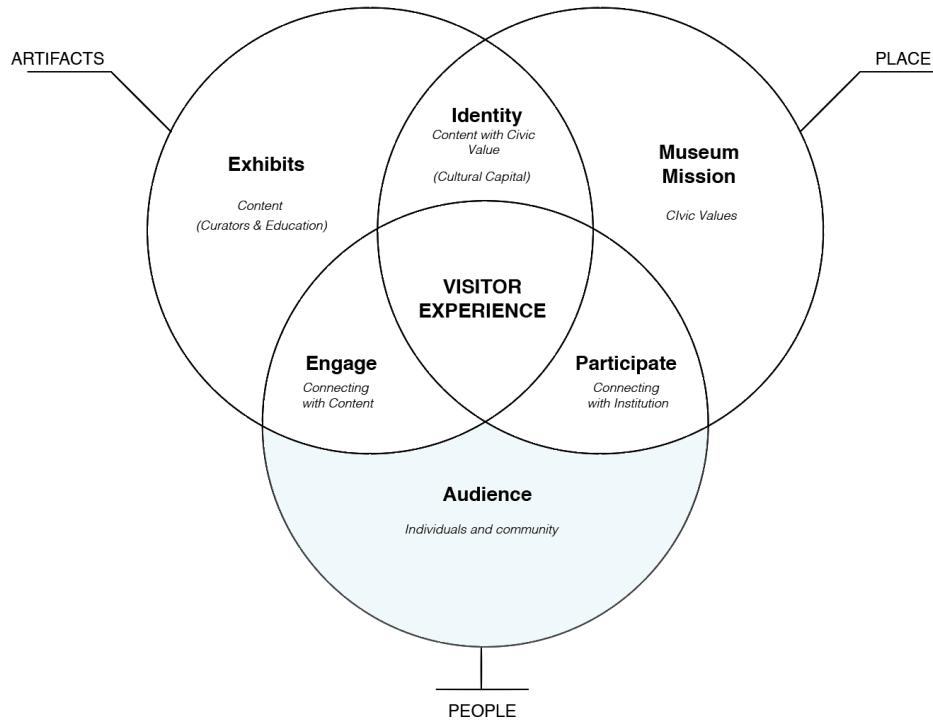 ARTIFACTS
PLACE
Identity
Content with Civic
Value
(Cultural Capital)
Exhibits
Content
(Curators & Education)
Museum
Mission
CIvic Values
VISITOR
EXPERIENCE
Engage
Connecting
with Content
Participate
Connecting
with Institution
Audience
Individuals and community
PEOPLE